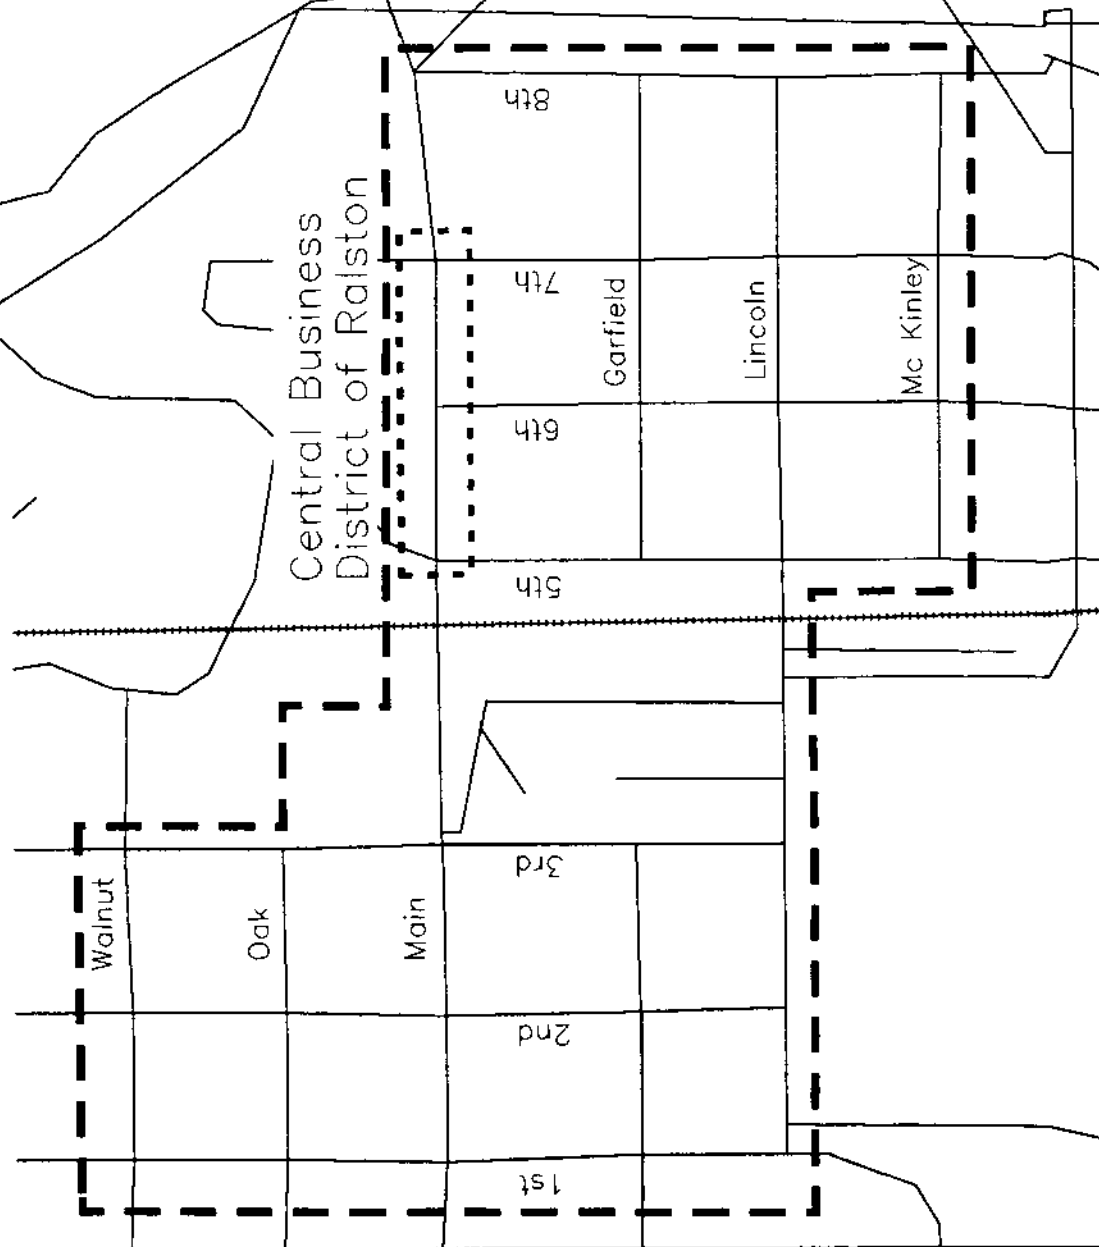 Central Business
District of Ralston
8th
7th
Garfield
Lincoln
Mc Kinley
6th
5th
3rd
Walnut
Oak
Main
2nd
1st